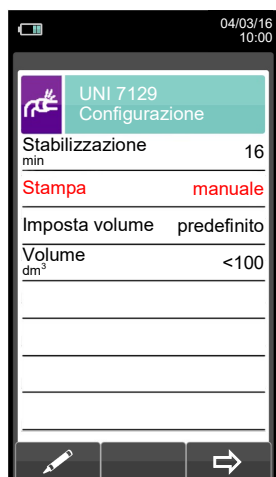 04/03/16
10:00
UNI 7129
Configurazione
Stabilizzazione
min 16
Stampa manuale
Imposta volume predefinito
Volume
dm³ <100